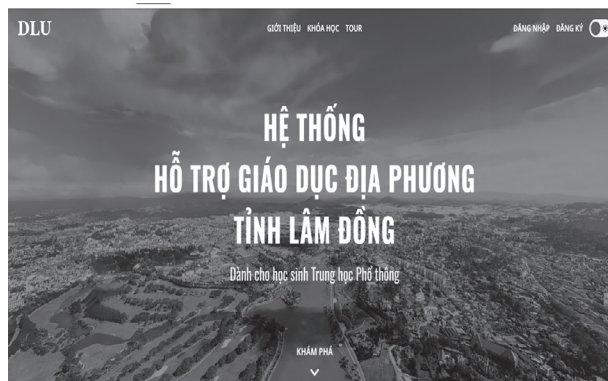 DLU
GIỚI THIỆU KHÓA HỌC TOUR
ĐĂNG NHẬP ĐĂNG KÝ
HỆ THỐNG
HỖ TRỢ GIÁO DỤC ĐỊA PHƯƠNG
TỈNH LÂM ĐỒNG
Dành cho học sinh Trung học Phổ thông
KHÁM PHÁ